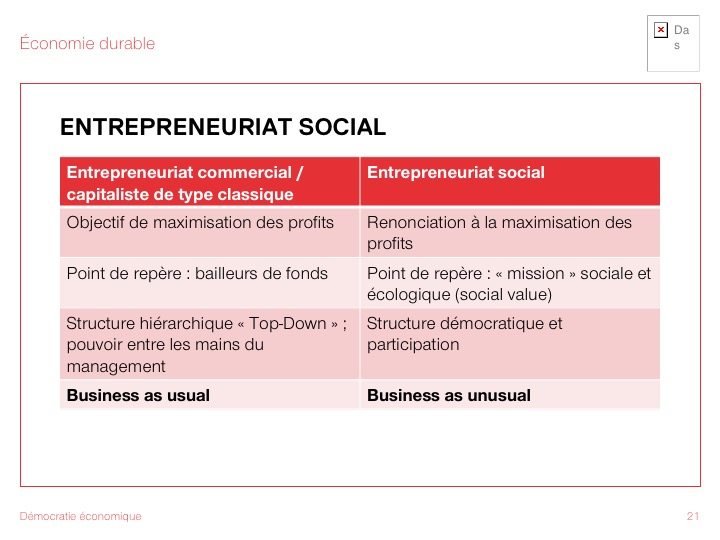 Économie durable
Da
s
ENTREPRENEURIAT SOCIAL
Entrepreneuriat commercial /
capitaliste de type classique
Entrepreneuriat social
Objectif de maximisation des profits
Renonciation à la maximisation des
profits
Point de repère : bailleurs de fonds
Point de repère : « mission » sociale et
écologique (social value)
Structure hiérarchique « Top-Down » ;
pouvoir entre les mains du
management
Structure démocratique et
participation
Business as usual
Business as unusual
Démocratie économique
21